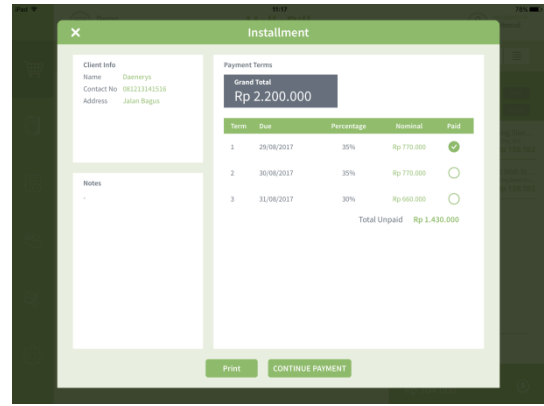 iPad
11:17
78%
Installment
Client Info
Name Daenerys
Contact No 081213141516
Address Jalan Bagus
Notes
-
Payment Terms
Grand Total
Rp 2.200.000
Term Due Percentage Nominal Paid
1 29/08/2017 35% Rp 770.000
2 30/08/2017 35% Rp 770.000
3 31/08/2017 30% Rp 660.000
Total Unpaid Rp 1.430.000
Print CONTINUE PAYMENT